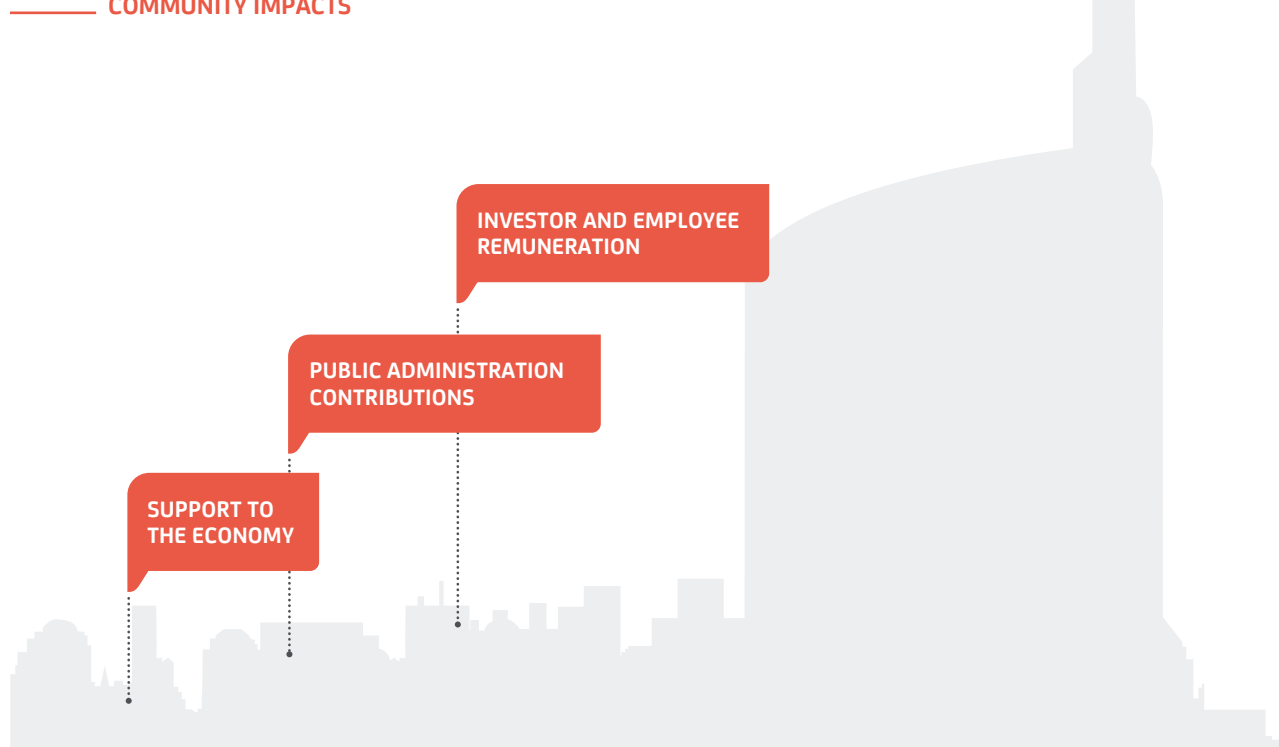 COMMUNITY IMPACTS
INVESTOR AND EMPLOYEE
REMUNERATION
PUBLIC ADMINISTRATION
CONTRIBUTIONS
SUPPORT TO
THE ECONOMY